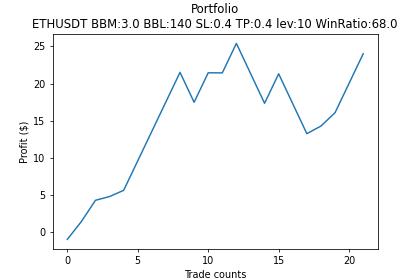 Portfolio
ETHUSDT BBM:3.0 BBL:140 SL:0.4 TP:0.4 lev:10 WinRatio:68.0
25
20
15
10
5
0
Profit ($)
0 5 10 15 20
Trade counts